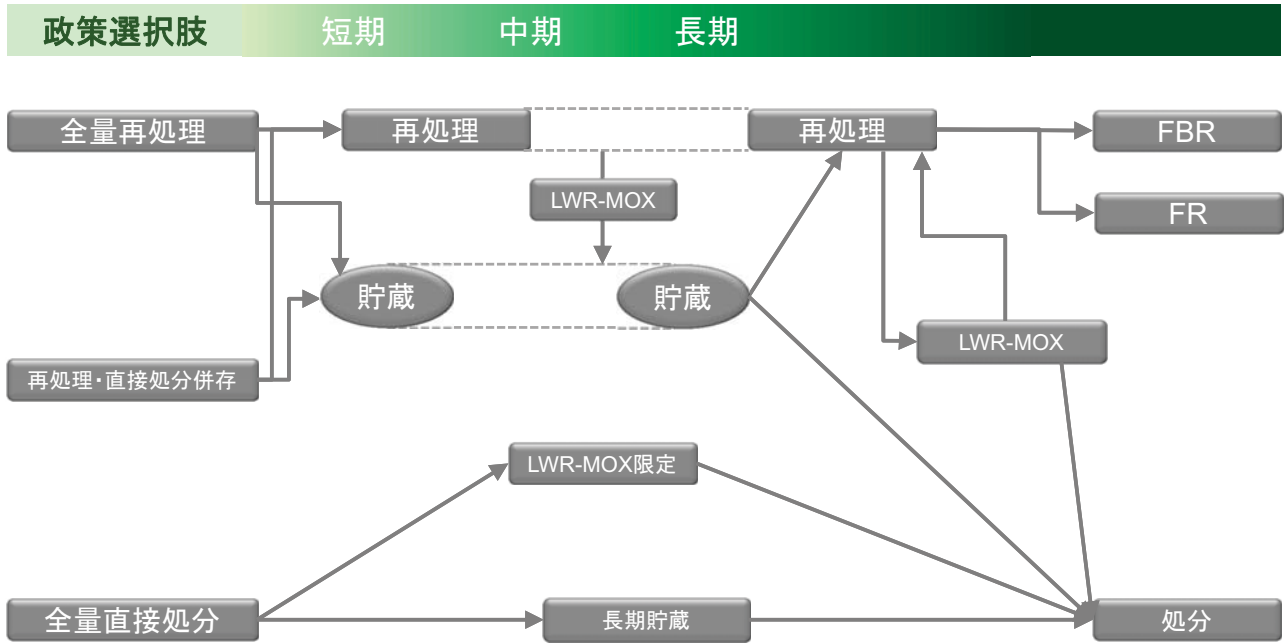 政策選択肢 短期 中期 長期
全量再処理 再処理 再処理 FBR
LWR-MOX FR
貯蔵 貯蔵
LWR-MOX
再処理・直接処分併存
LWR-MOX限定
全量直接処分 長期貯蔵 処分